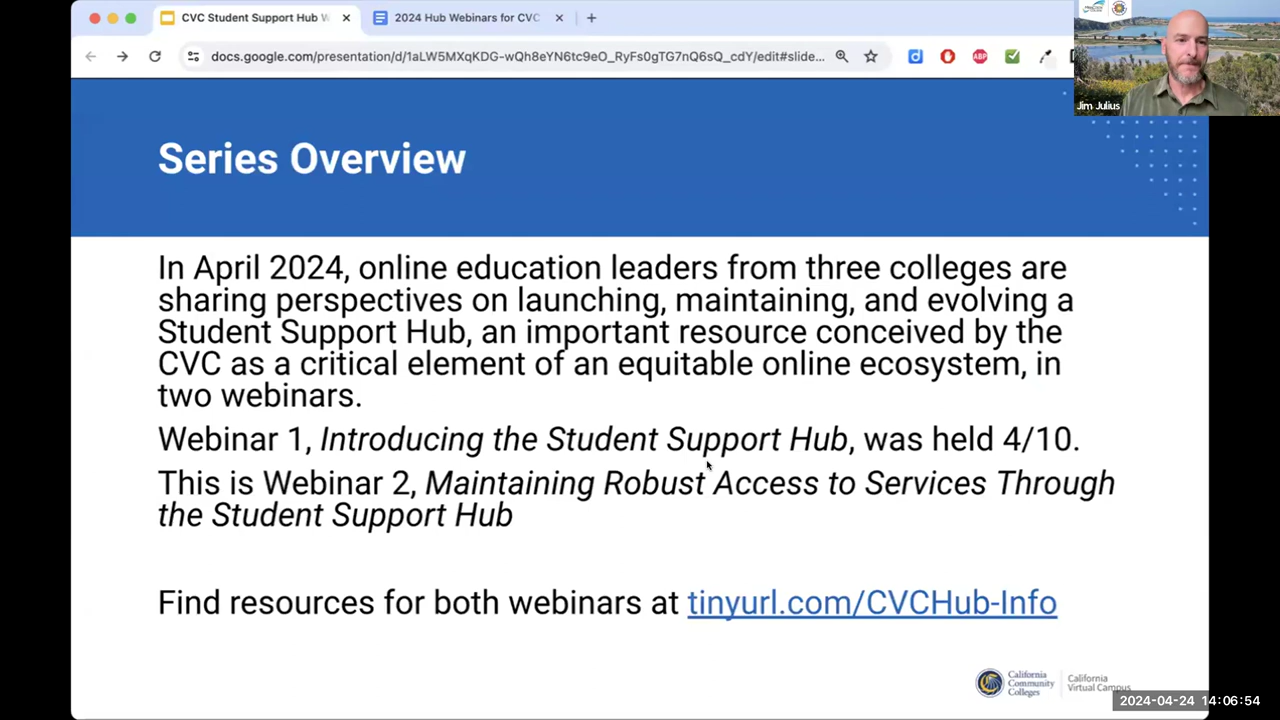 CVC Student Support Hub W
2024 Hub Webinars for CVC
docs.google.com/presentation/d/1aLW5MXqKDG-wQh8eYN6tc9eO_RyFs0gTG7nQ6sQ_cdY/edit#slide...
ABP
Jim Julius
Series Overview
In April 2024, online education leaders from three colleges are
sharing perspectives on launching, maintaining, and evolving a
Student Support Hub, an important resource conceived by the
CVC as a critical element of an equitable online ecosystem, in
two webinars.
Webinar 1, Introducing the Student Support Hub, was held 4/10.
This is Webinar 2, Maintaining Robust Access to Services Through
the Student Support Hub
Find resources for both webinars at tinyurl.com/CVCHub-Info
California
Community
Colleges
California
Virtual Campus
2024-04-24 14:06:54